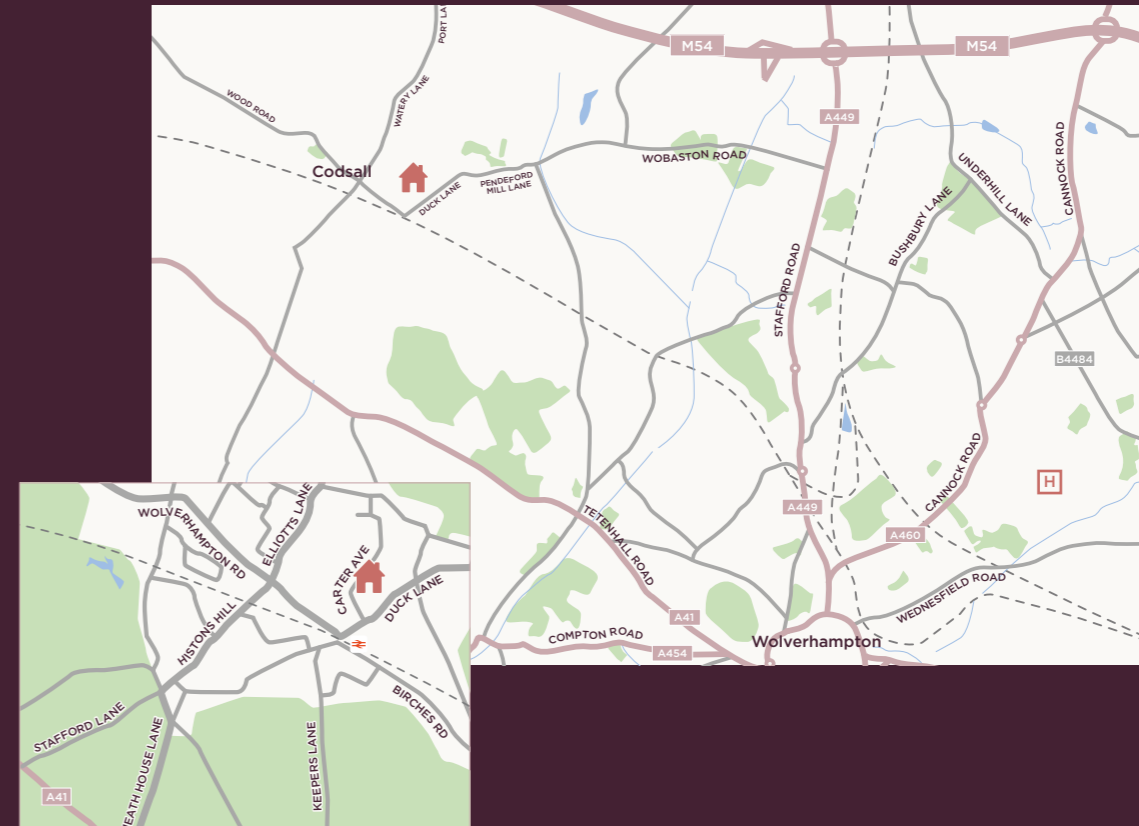 M54
M54
PORT LA
WOOD ROAD
WATERY LANE
A449
CANNOCK ROAD
Codsall
WOBASTON ROAD
DUCK LANE
PENDEFORD
MILL LANE
UNDERHILL LANE
BUSHBURY LANE
STAFFORD ROAD
B4484
CANNOCK ROAD
H
A449
A460
TETTENHALL ROAD
WEDNESFIELD ROAD
A41
COMPTON ROAD
A454
Wolverhampton
WOLVERHAMPTON RD
ELLIOTTS LANE
CARTER AVE
DUCK LANE
HISTONS HILL
BIRCHES RD
STAFFORD LANE
HEATH HOUSE LANE
KEEPERS LANE
A41